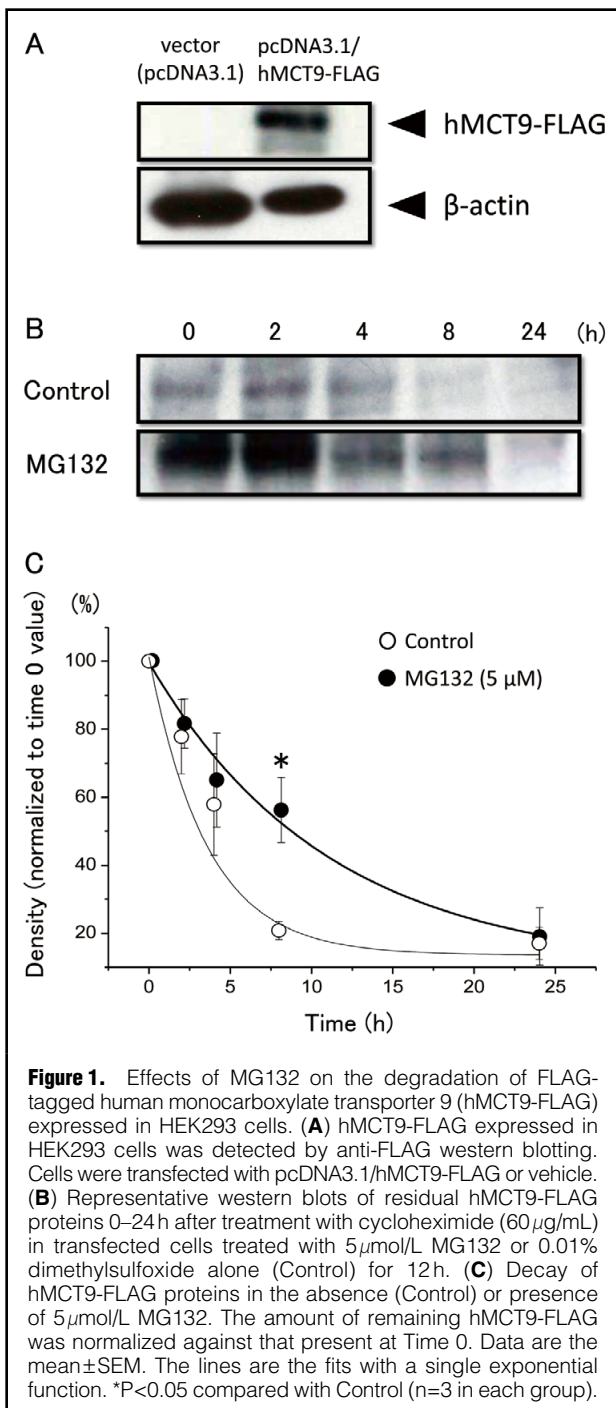 A
vector
(pcDNA3.1)
pcDNA3.1/
hMCT9-FLAG
hMCT9-FLAG
β-actin
B
0 2 4 8 24 (h)
Control
MG132
C
(%)
Density (normalized to time 0 value)
100
80
60
40
20
Control
MG132 (5 μM)
*
0 5 10 15 20 25
Time (h)
Figure 1. Effects of MG132 on the degradation of FLAG-
tagged human monocarboxylate transporter 9 (hMCT9-FLAG)
expressed in HEK293 cells. (A) hMCT9-FLAG expressed in
HEK293 cells was detected by anti-FLAG western blotting.
Cells were transfected with pcDNA3.1/hMCT9-FLAG or vehicle.
(B) Representative western blots of residual hMCT9-FLAG
proteins 0–24 h after treatment with cycloheximide (60 μg/mL)
in transfected cells treated with 5 μmol/L MG132 or 0.01%
dimethylsulfoxide alone (Control) for 12 h. (C) Decay of
hMCT9-FLAG proteins in the absence (Control) or presence
of 5 μmol/L MG132. The amount of remaining hMCT9-FLAG
was normalized against that present at Time 0. Data are the
mean±SEM. The lines are the fits with a single exponential
function. *P<0.05 compared with Control (n=3 in each group).